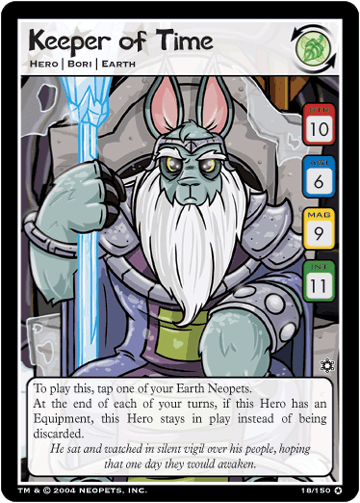 Keeper of Time
Hero | Bori | Earth
STR
10
AGI
6
MAG
9
INT
11
To play this, tap one of your Earth Neopets.
At the end of each of your turns, if this Hero has an
Equipment, this Hero stays in play instead of being
discarded.
He sat and watched in silent vigil over his people, hoping
that one day they would awaken.
TM & © 2004 NEOPETS, INC.
18/150